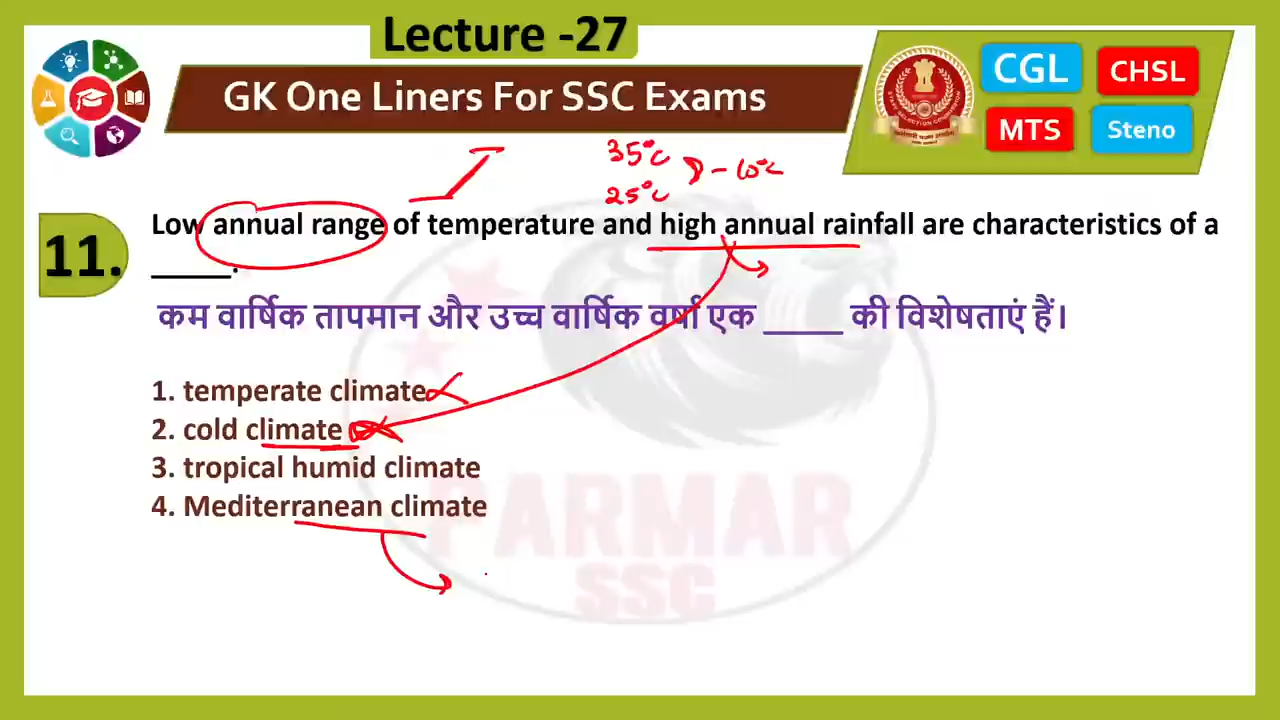 Lecture -27
GK One Liners For SSC Exams
CGL
CHSL
MTS
Steno
35°C
25°C
11.
Low annual range of temperature and high annual rainfall are characteristics of a
_____.
कम वार्षिक तापमान और उच्च वार्षिक वर्षा एक _____ की विशेषताएं हैं।
1. temperate climate
2. cold climate
3. tropical humid climate
4. Mediterranean climate
PARMAR
SSC